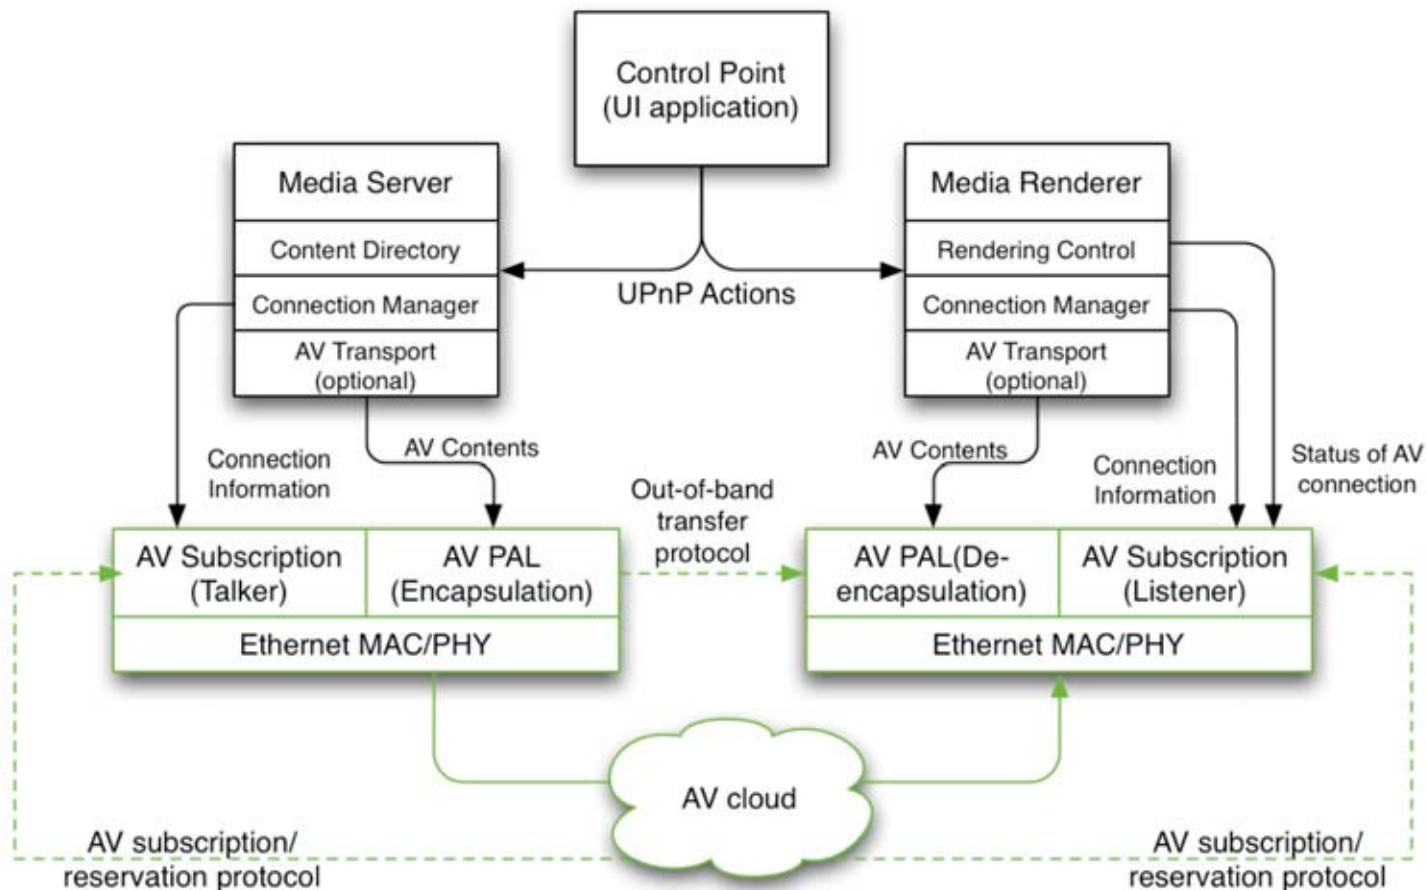 Control Point
(UI application)
Media Server
Content Directory
Connection Manager
AV Transport
(optional)
UPnP Actions
Media Renderer
Rendering Control
Connection Manager
AV Transport
(optional)
Connection
Information
AV Contents
Out-of-band
transfer
protocol
AV Contents
Connection
Information
Status of AV
connection
AV Subscription
(Talker)
AV PAL
(Encapsulation)
Ethernet MAC/PHY
AV PAL(De-
encapsulation)
AV Subscription
(Listener)
Ethernet MAC/PHY
AV cloud
AV subscription/
reservation protocol
AV subscription/
reservation protocol